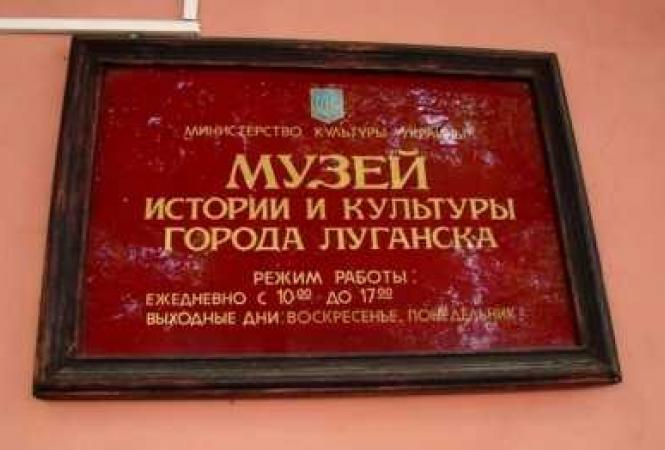 МИНИСТЕРСТВО КУЛЬТУРЫ УКРАИНЫ
МУЗЕЙ
ИСТОРИИ И КУЛЬТУРЫ
ГОРОДА ЛУГАНСКА
РЕЖИМ РАБОТЫ:
ЕЖЕДНЕВНО С 10 00 ДО 17 00
ВЫХОДНЫЕ ДНИ: ВОСКРЕСЕНЬЕ, ПОНЕДЕЛЬНИК